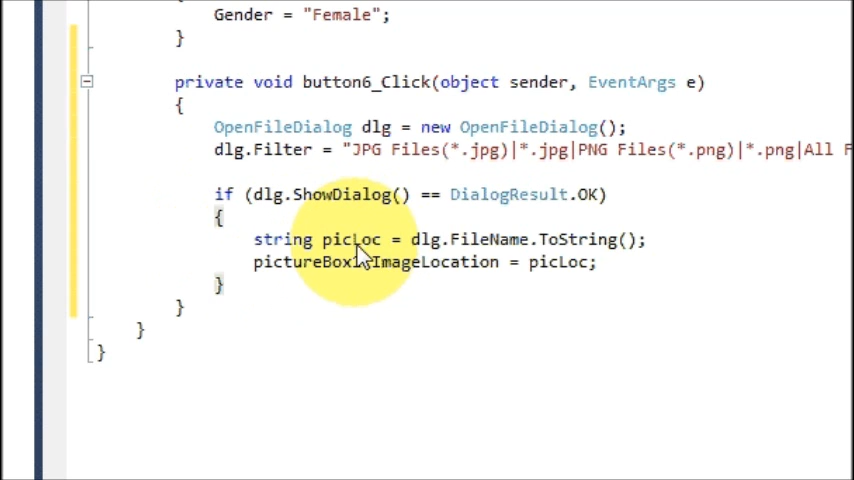 Gender = "Female";
}
private void button6_Click(object sender, EventArgs e)
{
OpenFileDialog dlg = new OpenFileDialog();
dlg.Filter = "JPG Files(*.jpg)|*.jpg|PNG Files(*.png)|*.png|All F
if (dlg.ShowDialog() == DialogResult.OK)
{
string picLoc = dlg.FileName.ToString();
pictureBox1.ImageLocation = picLoc;
}
}
}
}